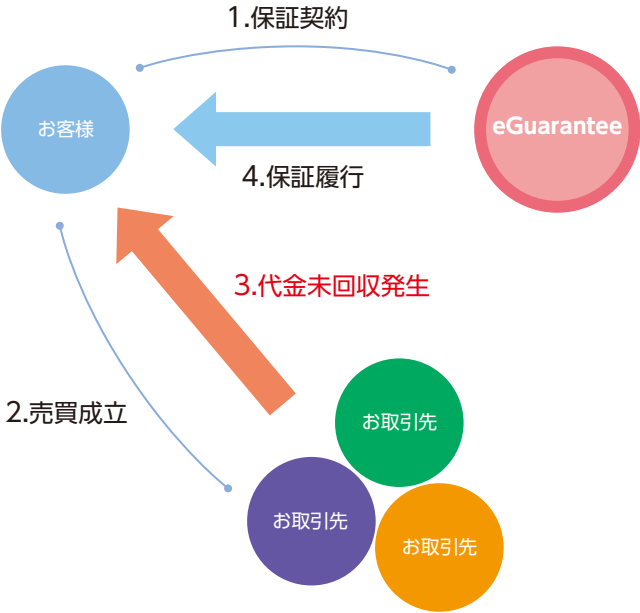 1.保証契約
お客様
eGuarantee
4.保証履行
3.代金未回収発生
2.売買成立
お取引先
お取引先
お取引先